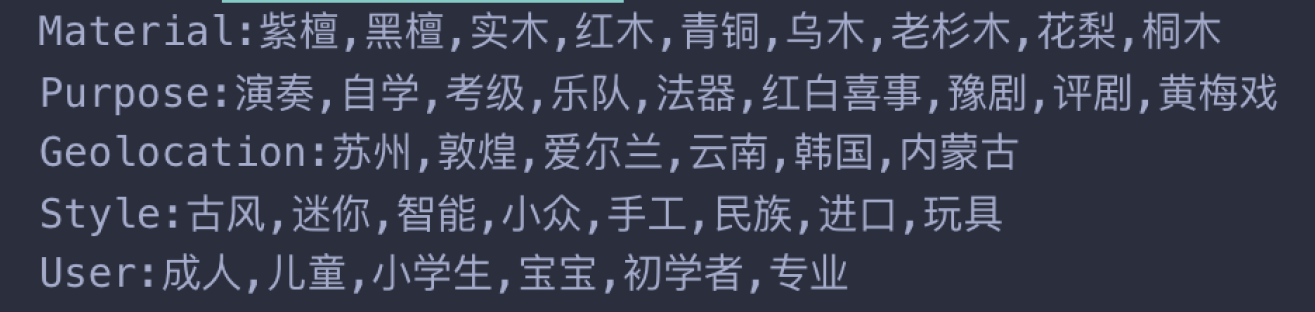 Material:紫檀,黑檀,实木,红木,青铜,乌木,老杉木,花梨,桐木
Purpose:演奏,自学,考级,乐队,法器,红白喜事,豫剧,评剧,黄梅戏
Geolocation:苏州,敦煌,爱尔兰,云南,韩国,内蒙古
Style:古风,迷你,智能,小众,手工,民族,进口,玩具
User:成人,儿童,小学生,宝宝,初学者,专业